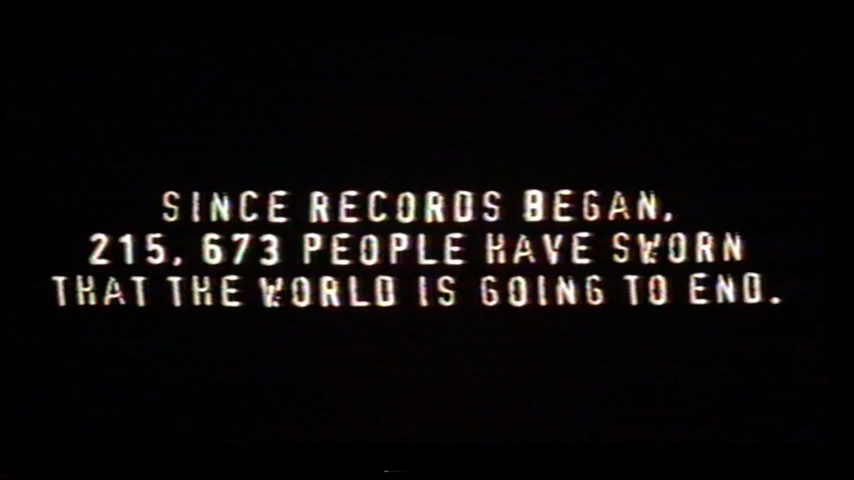 SINCE RECORDS BEGAN,
215, 673 PEOPLE HAVE SWORN
THAT THE WORLD IS GOING TO END.